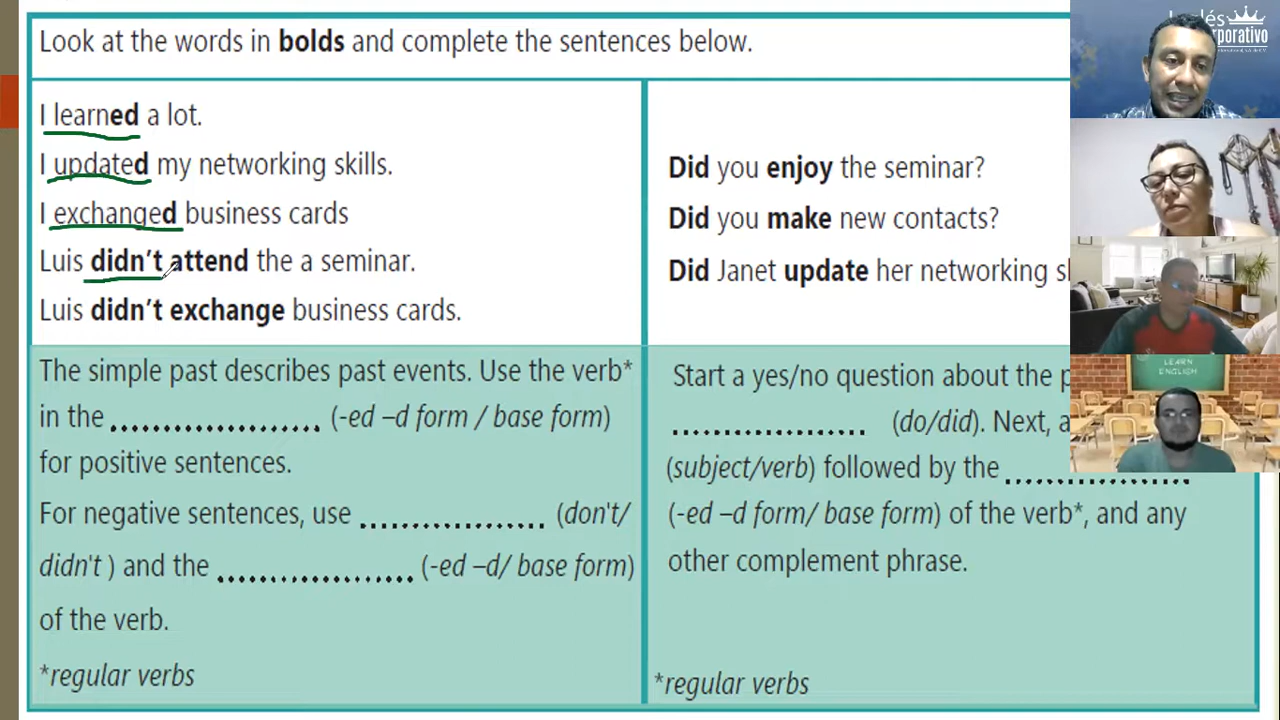 Look at the words in bolds and complete the sentences below.
I learned a lot.
I updated my networking skills.
I exchanged business cards
Luis didn't attend the a seminar.
Luis didn't exchange business cards.
Did you enjoy the seminar?
Did you make new contacts?
Did Janet update her networking
The simple past describes past events. Use the verb*
in the .................... (-ed –d form / base form)
for positive sentences.
For negative sentences, use .................. (don't/
didn't ) and the ................... (-ed –d/ base form)
of the verb.
*regular verbs
Start a yes/no question about the
.................. (do/did). Next,
(subject/verb) followed by the .................
(-ed –d form/ base form) of the verb*, and any
other complement phrase.
*regular verbs
LEARN
ENGLISH